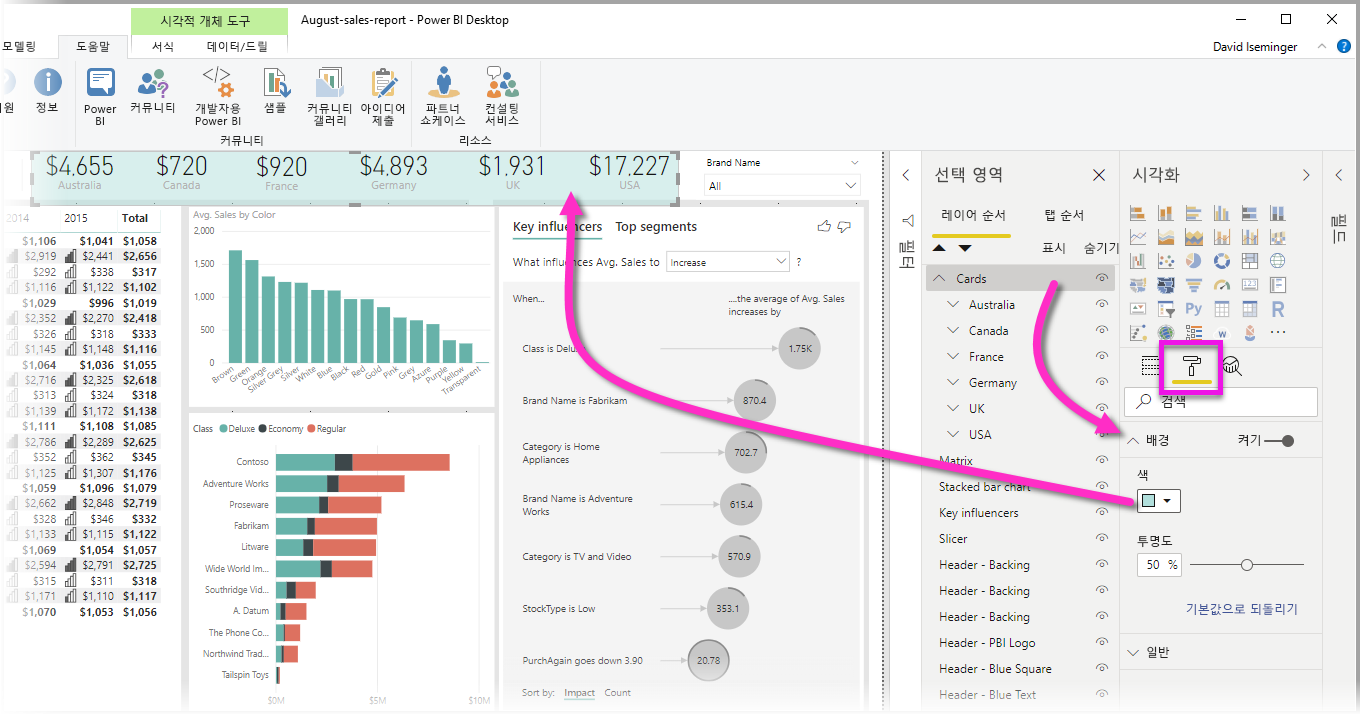 시각적 개체 도구
August-sales-report - Power BI Desktop
모델링
도움말
서식
데이터/드릴
David Iseminger
?
원
정보
Power BI
커뮤니티
개발자용 Power BI
샘플
커뮤니티 갤러리
아이디어 제출
파트너 쇼케이스
컨설팅 서비스
커뮤니티
리소스
$4,655 $720 $920 $4,893 $1,931 $17,227
Australia Canada France Germany UK USA
Brand Name
All
2014 2015 Total
$1,106 $1,041 $1,058
$2,919 $2,441 $2,656
$292 $338 $317
$1,116 $1,122 $1,102
$1,029 $996 $1,019
$2,352 $2,270 $2,418
$326 $318 $333
$1,145 $1,148 $1,116
$1,064 $1,036 $1,055
$2,716 $2,325 $2,618
$313 $324 $318
$1,139 $1,172 $1,138
$1,111 $1,108 $1,085
$2,786 $2,289 $2,625
$352 $362 $345
$1,125 $1,307 $1,176
$1,059 $1,096 $1,079
$2,662 $2,848 $2,719
$328 $346 $332
$1,133 $1,115 $1,122
$1,069 $1,054 $1,057
$2,594 $2,791 $2,725
$315 $311 $318
$1,171 $1,110 $1,117
$1,070 $1,053 $1,056
Avg. Sales by Color
2,000
1,500
1,000
500
0
Brown Green Orange Silver Grey Silver White Blue Black Red Gold Pink Grey Azure Purple Yellow Transparent
Class Deluxe Economy Regular
Contoso
Adventure Works
Proseware
Fabrikam
Litware
Wide World Im...
Southridge Vid...
A. Datum
The Phone Co...
Northwind Trad...
Tailspin Toys
$0M $5M $10M
Key influencers Top segments
What influences Avg. Sales to Increase ?
When...
....the average of Avg. Sales
increases by
Class is Deluxe 1.75K
Brand Name is Fabrikam 870.4
Category is Home
Appliances
702.7
Brand Name is Adventure
Works
615.4
Category is TV and Video 570.9
StockType is Low 353.1
PurchAgain goes down 3.90 20.78
Sort by: Impact Count
필터
선택 영역
레이어 순서 탭 순서
표시 숨기기
Cards
Australia
Canada
France
Germany
UK
USA
Matrix
Stacked bar chart
Key influencers
Slicer
Header - Backing
Header - Backing
Header - Backing
Header - PBI Logo
Header - Blue Square
Header - Blue Text
시각화
123
Py
R
W
검색
배경 켜기
색
투명도
50 %
기본값으로 되돌리기
일반
필드